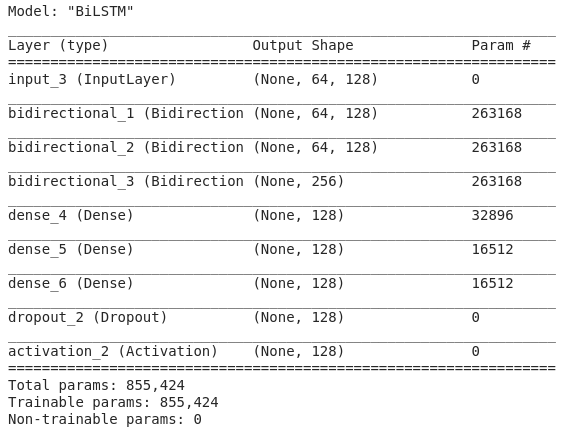 Model: "BiLSTM"
Layer (type) Output Shape Param #
input_3 (InputLayer) (None, 64, 128) 0
bidirectional_1 (Bidirection (None, 64, 128) 263168
bidirectional_2 (Bidirection (None, 64, 128) 263168
bidirectional_3 (Bidirection (None, 256) 263168
dense_4 (Dense) (None, 128) 32896
dense_5 (Dense) (None, 128) 16512
dense_6 (Dense) (None, 128) 16512
dropout_2 (Dropout) (None, 128) 0
activation_2 (Activation) (None, 128) 0
Total params: 855,424
Trainable params: 855,424
Non-trainable params: 0